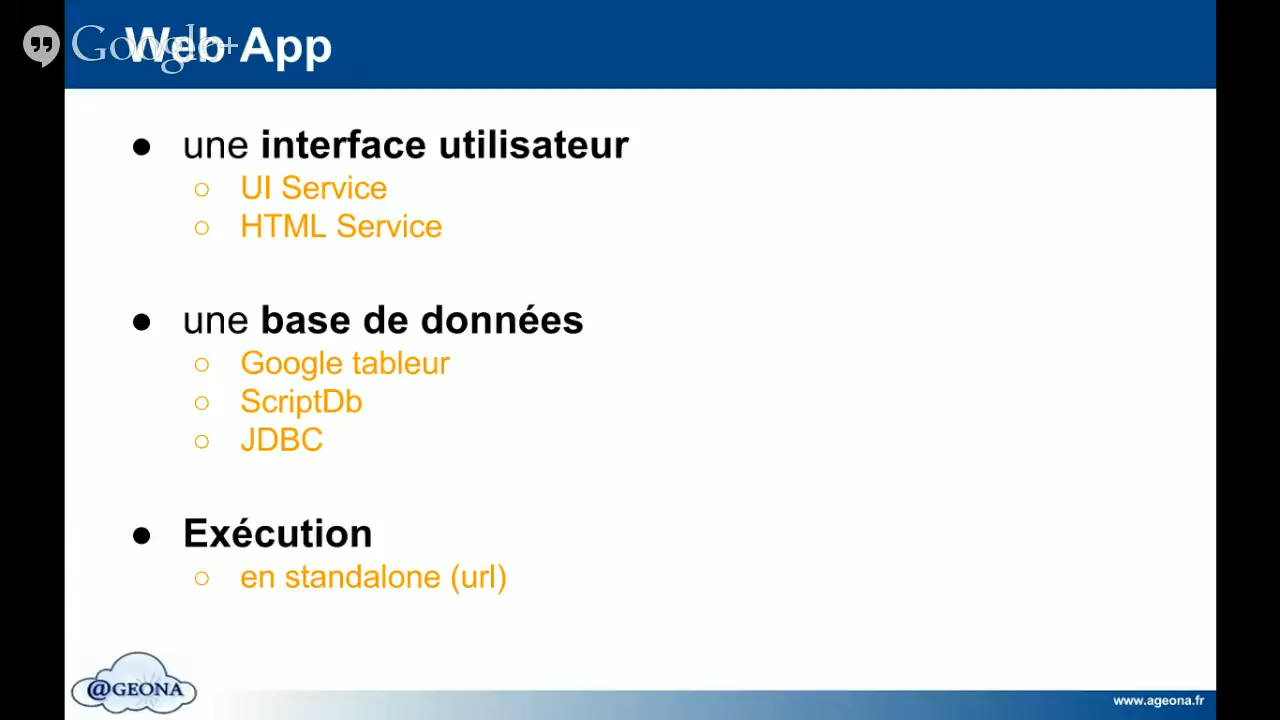 Google+
Web App
● une interface utilisateur
○ UI Service
○ HTML Service
● une base de données
○ Google tableur
○ ScriptDb
○ JDBC
● Exécution
○ en standalone (url)
@GEONA
www.ageona.fr